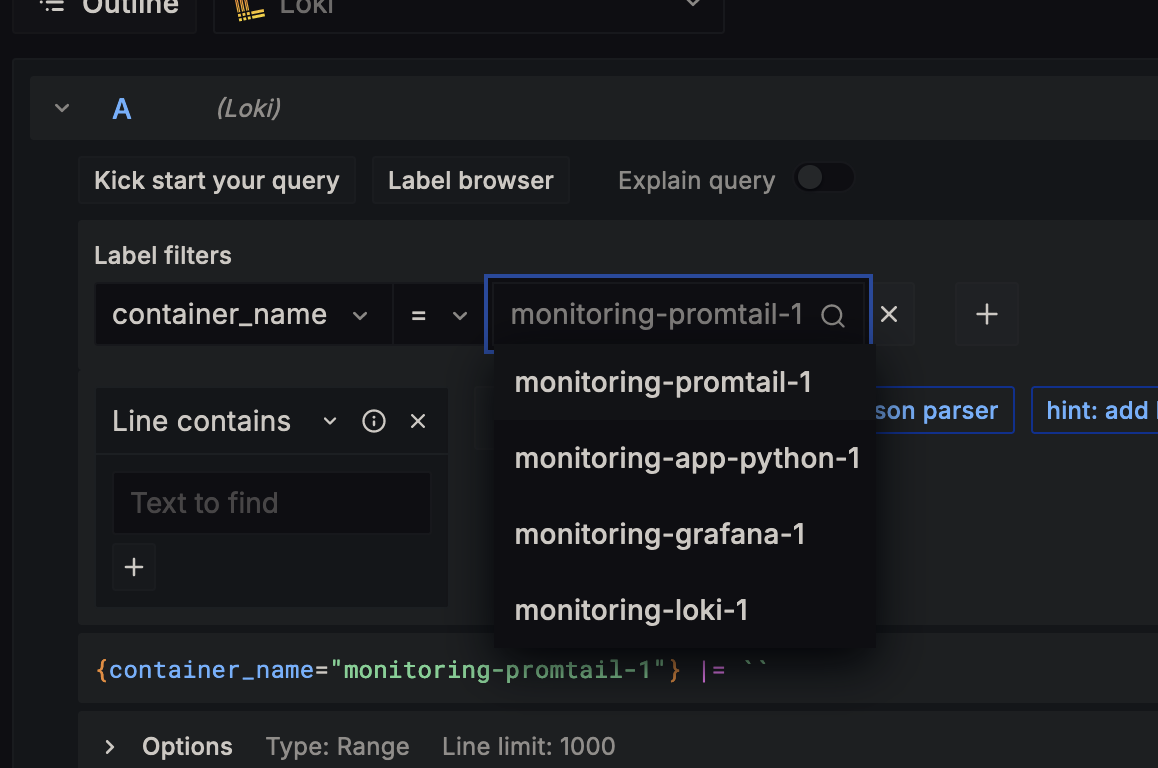 Outline
Loki
A (Loki)
Kick start your query
Label browser
Explain query
Label filters
container_name
=
monitoring-promtail-1
monitoring-promtail-1
monitoring-app-python-1
monitoring-grafana-1
monitoring-loki-1
Line contains
son parser
hint: add
Text to find
{container_name="monitoring-promtail-1"} |= ``
Options
Type: Range
Line limit: 1000